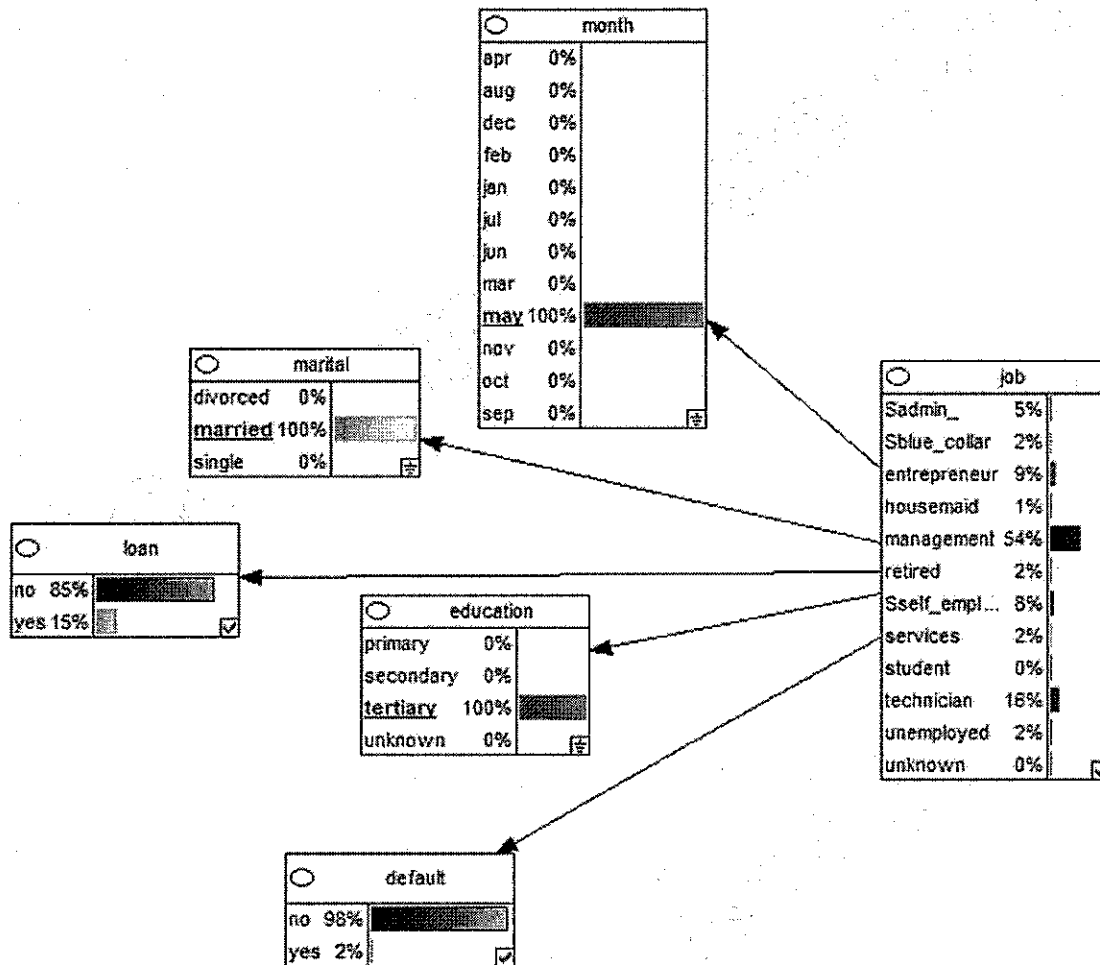 month
apr 0%
aug 0%
dec 0%
feb 0%
jan 0%
jul 0%
jun 0%
mar 0%
may 100%
nov 0%
oct 0%
sep 0%
marital
divorced 0%
married 100%
single 0%
job
Sadmin_ 5%
Sblue_collar 2%
entrepreneur 9%
housemaid 1%
management 54%
retired 2%
Sself_empl... 8%
services 2%
student 0%
technician 16%
unemployed 2%
unknown 0%
loan
no 85%
yes 15%
education
primary 0%
secondary 0%
tertiary 100%
unknown 0%
default
no 98%
yes 2%